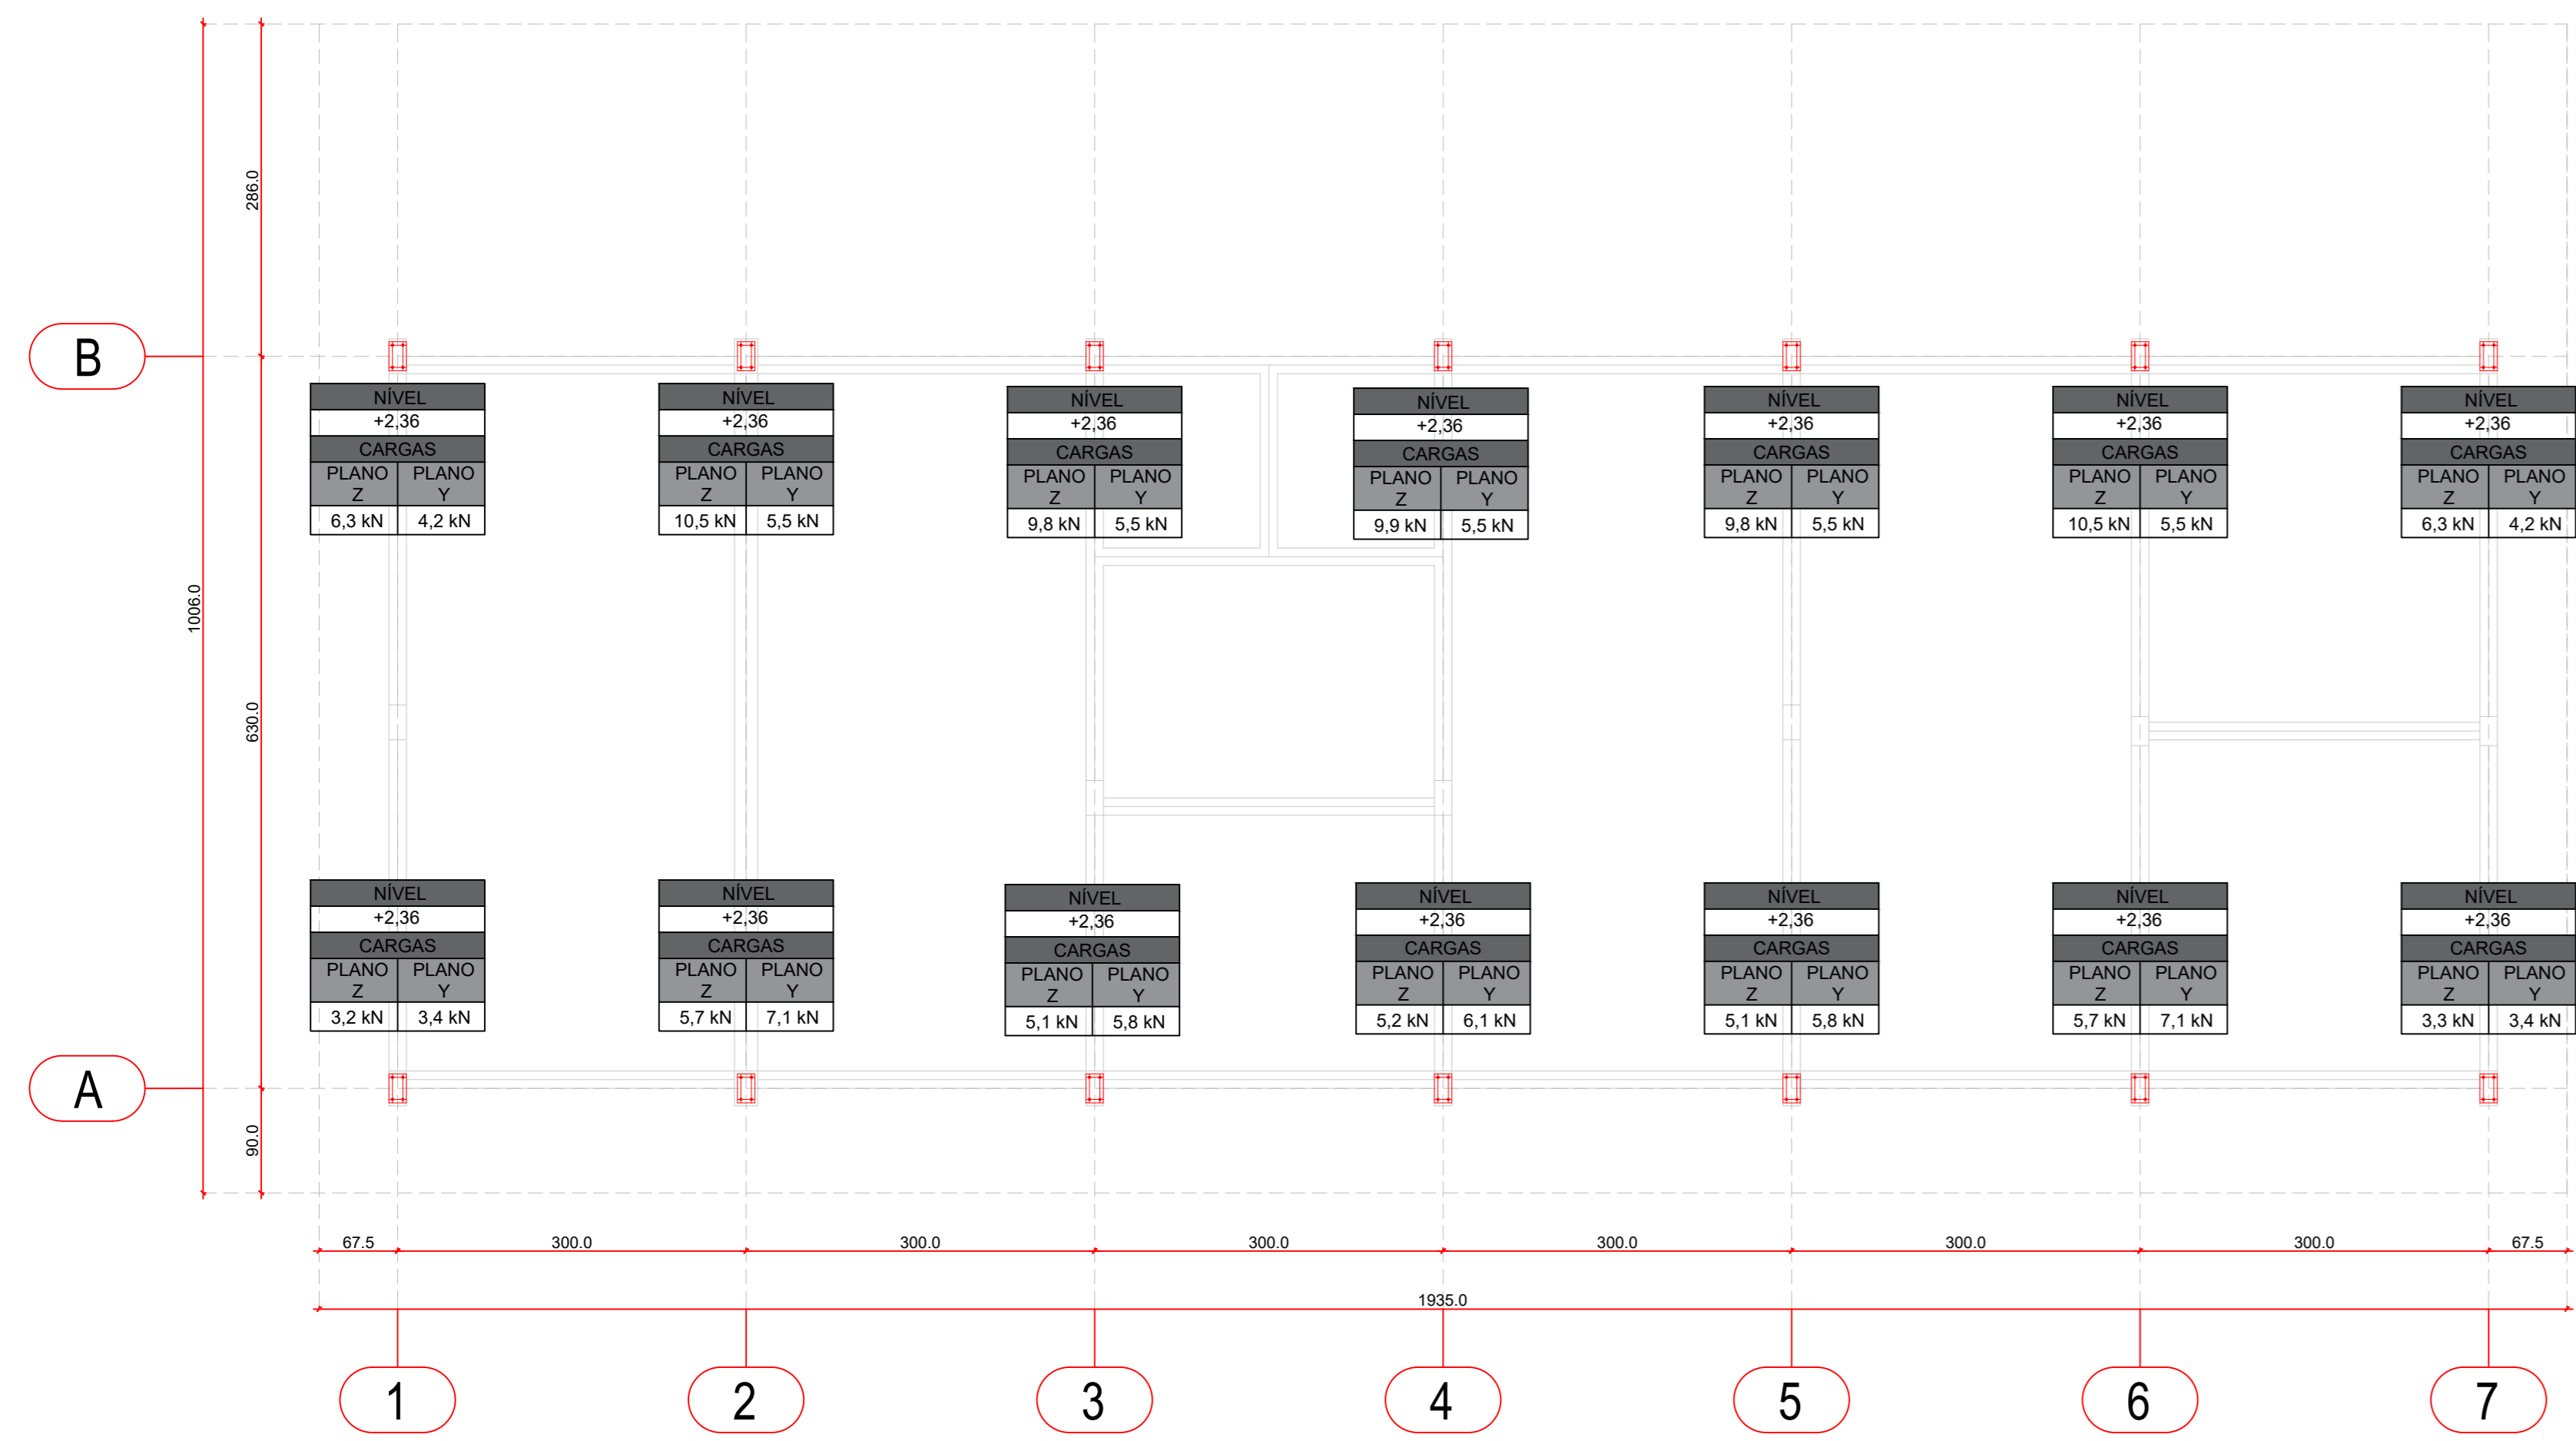 286.0
B
NÍVEL NÍVEL NÍVEL NÍVEL NÍVEL NÍVEL NÍVEL
+2,36 +2,36 +2,36 +2,36 +2,36 +2,36 +2,36
CARGAS CARGAS CARGAS CARGAS CARGAS CARGAS CARGAS
PLANO PLANO PLANO PLANO PLANO PLANO PLANO PLANO PLANO PLANO PLANO PLANO PLANO PLANO
Z Y Z Y Z Y Z Y Z Y Z Y Z Y
6,3 kN 4,2 kN 10,5 kN 5,5 kN 9,8 kN 5,5 kN 9,9 kN 5,5 kN 9,8 kN 5,5 kN 10,5 kN 5,5 kN 6,3 kN 4,2 kN
1006.0
630.0
NÍVEL NÍVEL NÍVEL NÍVEL NÍVEL NÍVEL NÍVEL
+2,36 +2,36 +2,36 +2,36 +2,36 +2,36 +2,36
CARGAS CARGAS CARGAS CARGAS CARGAS CARGAS CARGAS
PLANO PLANO PLANO PLANO PLANO PLANO PLANO PLANO PLANO PLANO PLANO PLANO PLANO PLANO
Z Y Z Y Z Y Z Y Z Y Z Y Z Y
3,2 kN 3,4 kN 5,7 kN 7,1 kN 5,1 kN 5,8 kN 5,2 kN 6,1 kN 5,1 kN 5,8 kN 5,7 kN 7,1 kN 3,3 kN 3,4 kN
A
90.0
67.5 300.0 300.0 300.0 300.0 300.0 300.0 67.5
1935.0
1 2 3 4 5 6 7